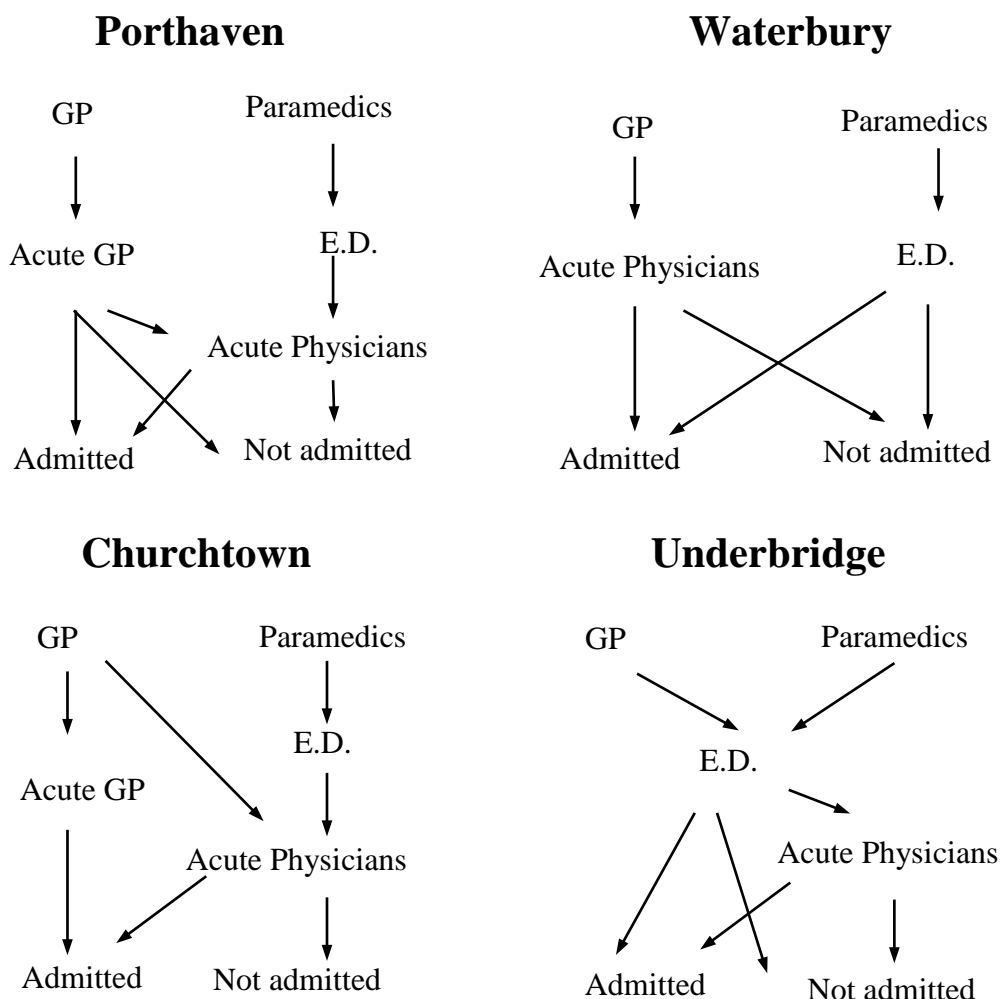 Porthaven
GP
Paramedics
Acute GP
E.D.
Acute Physicians
Admitted
Not admitted
Waterbury
GP
Paramedics
Acute Physicians
E.D.
Admitted
Not admitted
Churchtown
GP
Paramedics
E.D.
Acute GP
Acute Physicians
Admitted
Not admitted
Underbridge
GP
Paramedics
E.D.
Acute Physicians
Admitted
Not admitted